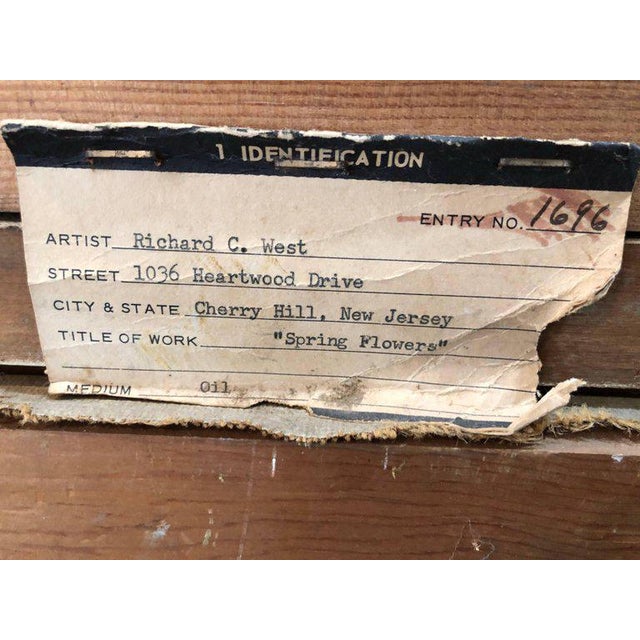 1 IDENTIFICATION
ENTRY NO. 1696
ARTIST Richard C. West
STREET 1036 Heartwood Drive
CITY & STATE Cherry Hill, New Jersey
TITLE OF WORK "Spring Flowers"
MEDIUM Oil